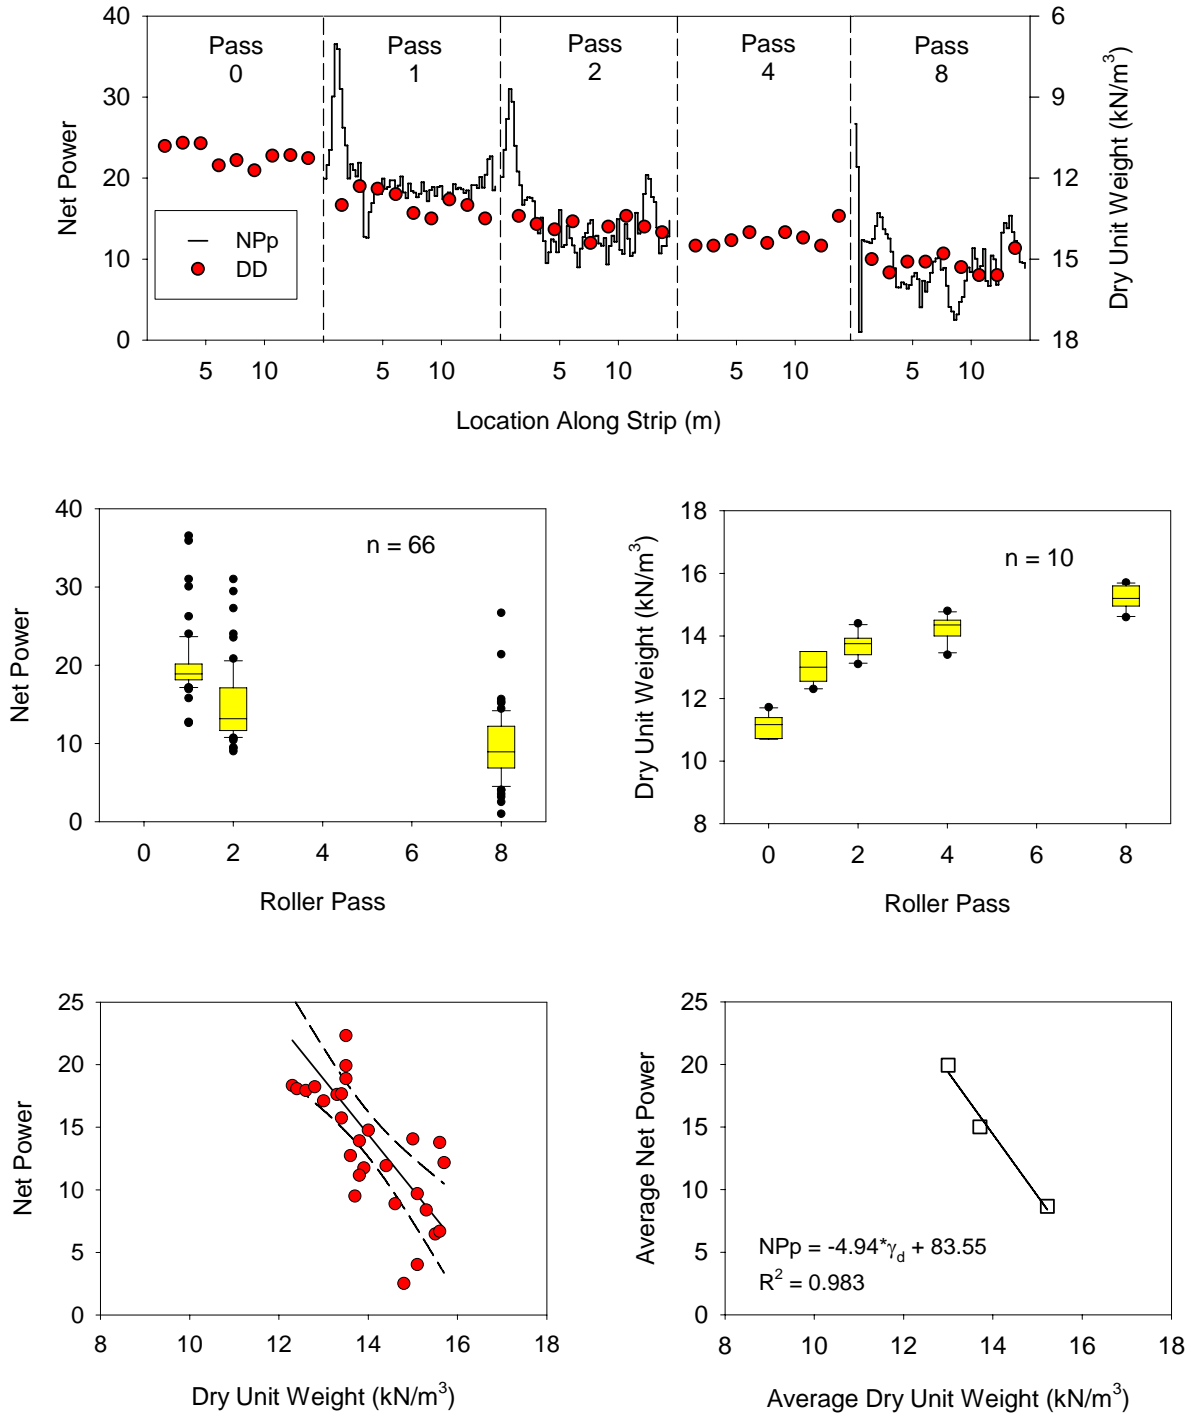 40
30
20
10
0
Net Power
Pass
0
Pass
1
Pass
2
Pass
4
Pass
8
NPp
DD
6
9
12
15
18
Dry Unit Weight (kN/m³)
5 10 5 10 5 10 5 10 5 10
Location Along Strip (m)
40
30
20
10
0
Net Power
n = 66
0 2 4 6 8
Roller Pass
18
16
14
12
10
8
Dry Unit Weight (kN/m³)
n = 10
0 2 4 6 8
Roller Pass
25
20
15
10
5
0
Net Power
8 10 12 14 16 18
Dry Unit Weight (kN/m³)
25
20
15
10
5
0
Average Net Power
NPp = -4.94*γd + 83.55
R² = 0.983
8 10 12 14 16 18
Average Dry Unit Weight (kN/m³)